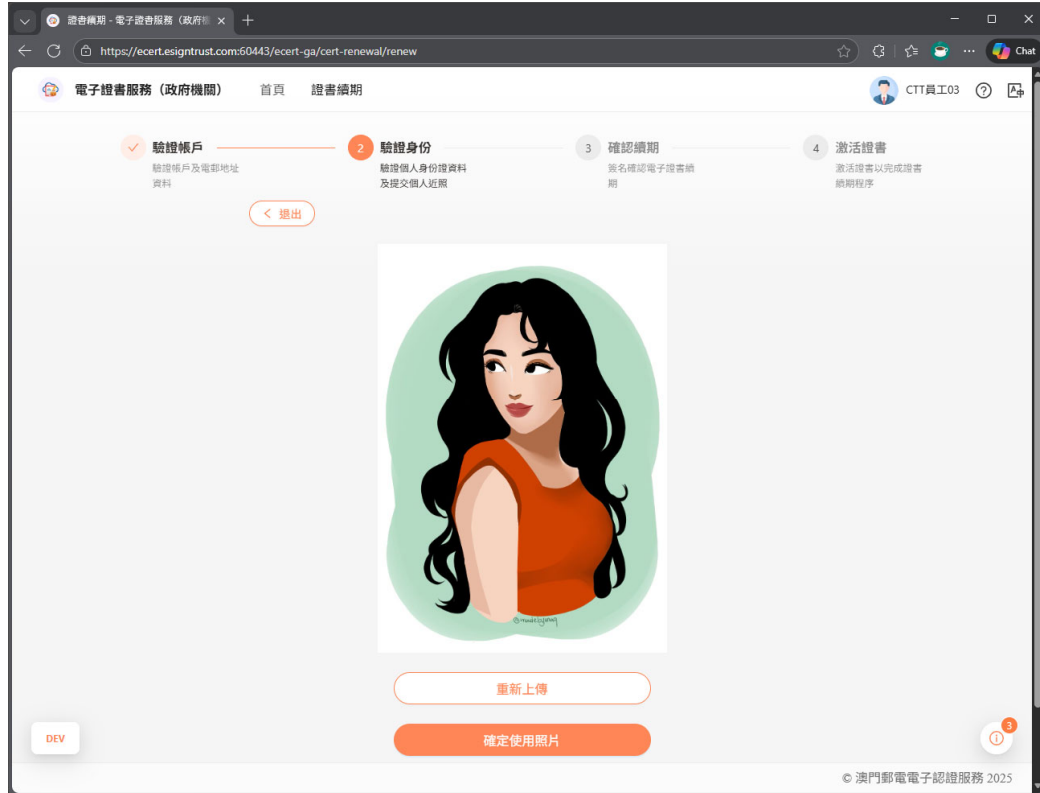 證書續期 - 電子證書服務（政府機
https://ecert.esigntrust.com:60443/ecert-ga/cert-renewal/renew
Chat
電子證書服務（政府機關）
首頁
證書續期
CTT員工03
驗證帳戶
驗證帳戶及電郵地址
資料
2
驗證身份
驗證個人身份證資料
及提交個人近照
3
確認續期
簽名確認電子證書續
期
4
激活證書
激活證書以完成證書
續期程序
退出
重新上傳
確定使用照片
DEV
3
© 澳門郵電電子認證服務 2025